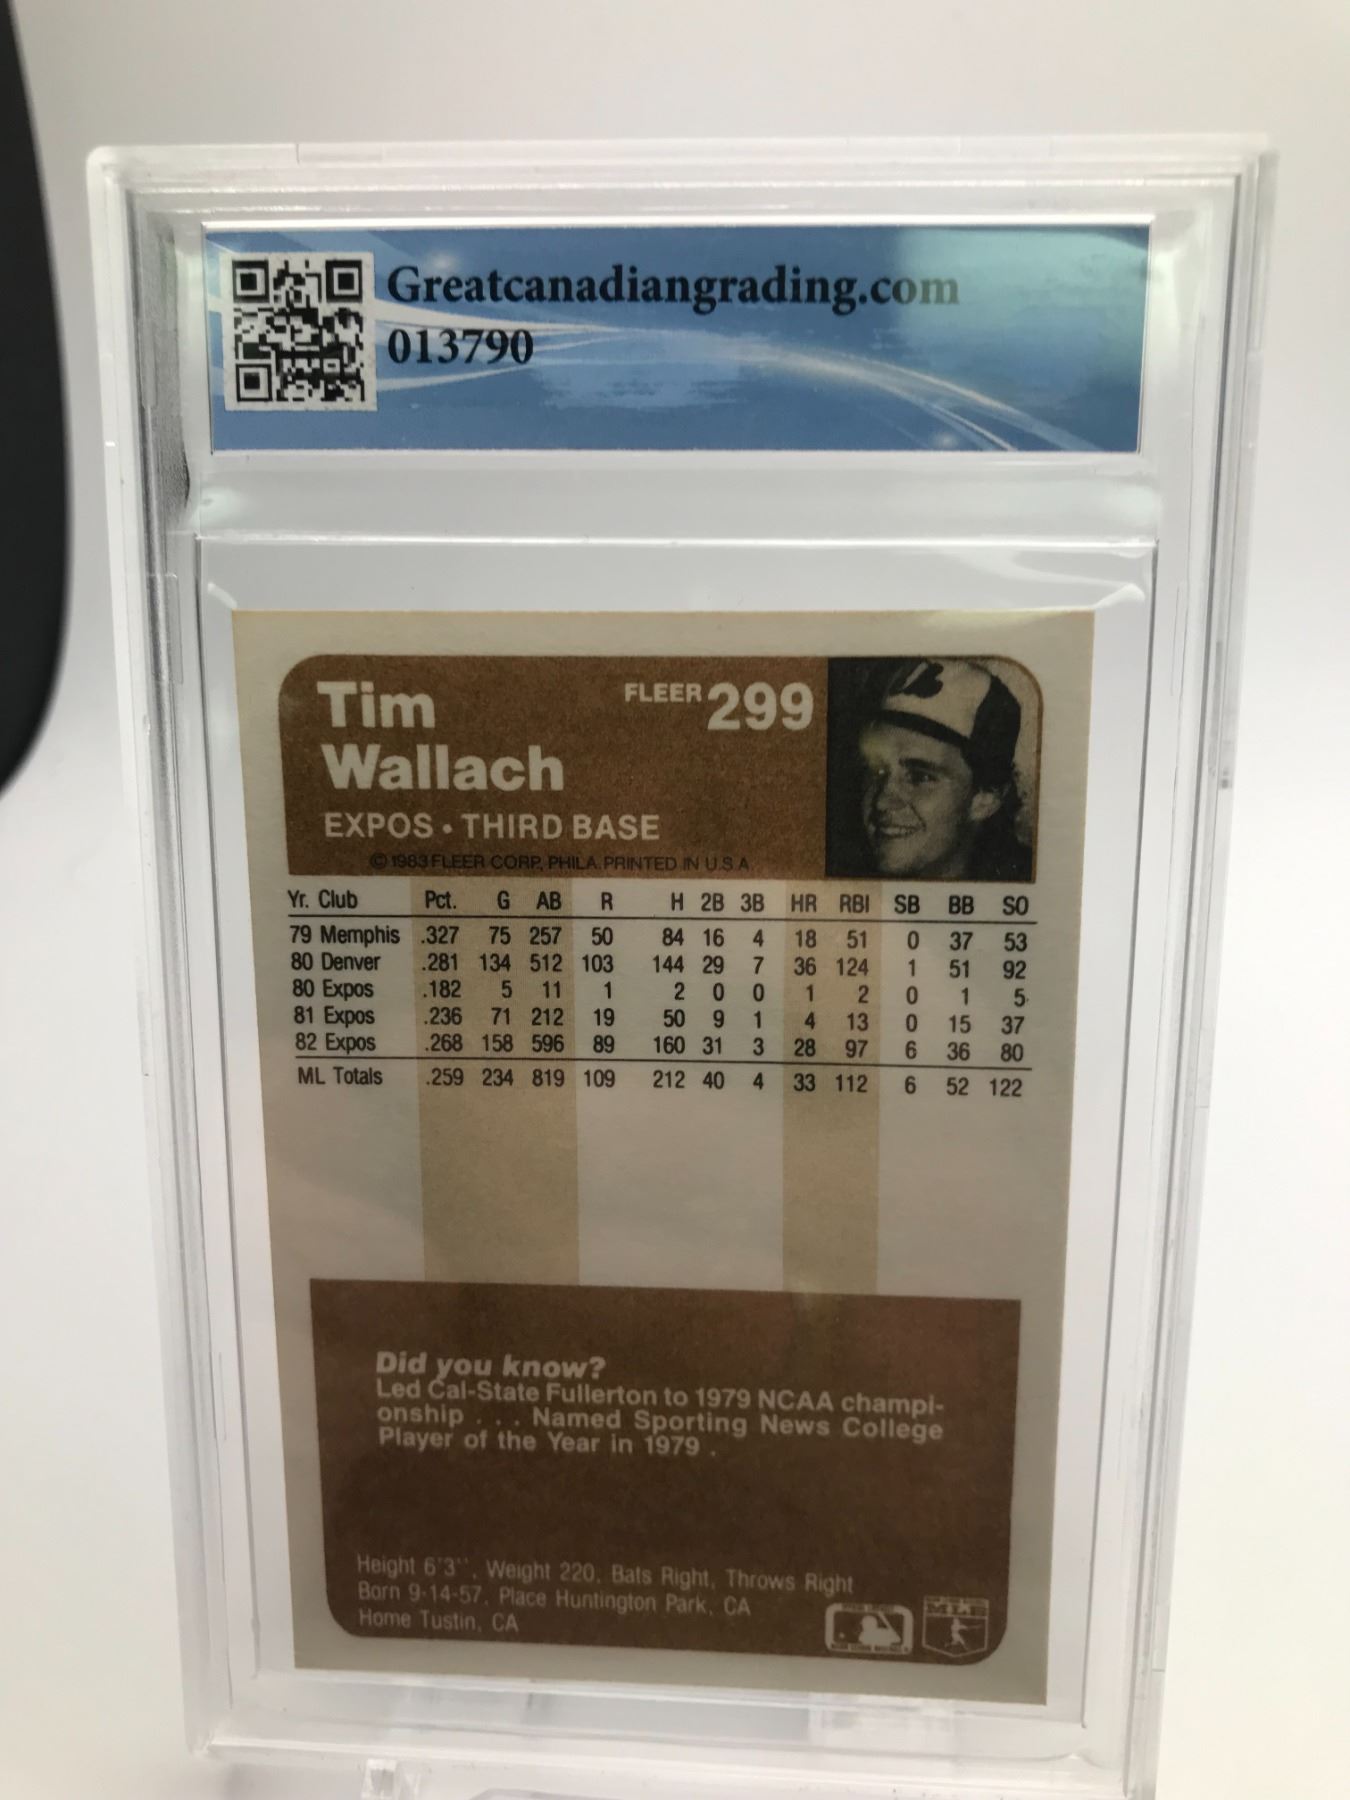 Greatcanadiangrading.com
013790
Tim
Wallach
FLEER 299
EXPOS • THIRD BASE
© 1983 FLEER CORP., PHILA. PRINTED IN U.S.A.
Yr. Club Pct. G AB R H 2B 3B HR RBI SB BB SO
79 Memphis .327 75 257 50 84 16 4 18 51 0 37 53
80 Denver .281 134 512 103 144 29 7 36 124 1 51 92
80 Expos .182 5 11 1 2 0 0 1 2 0 1 5
81 Expos .236 71 212 19 50 9 1 4 13 0 15 37
82 Expos .268 158 596 89 160 31 3 28 97 6 36 80
ML Totals .259 234 819 109 212 40 4 33 112 6 52 122
Did you know?
Led Cal-State Fullerton to 1979 NCAA champi-
onship . . . Named Sporting News College
Player of the Year in 1979 .
Height 6'3'', Weight 220, Bats Right, Throws Right
Born 9-14-57, Place Huntington Park, CA
Home Tustin, CA